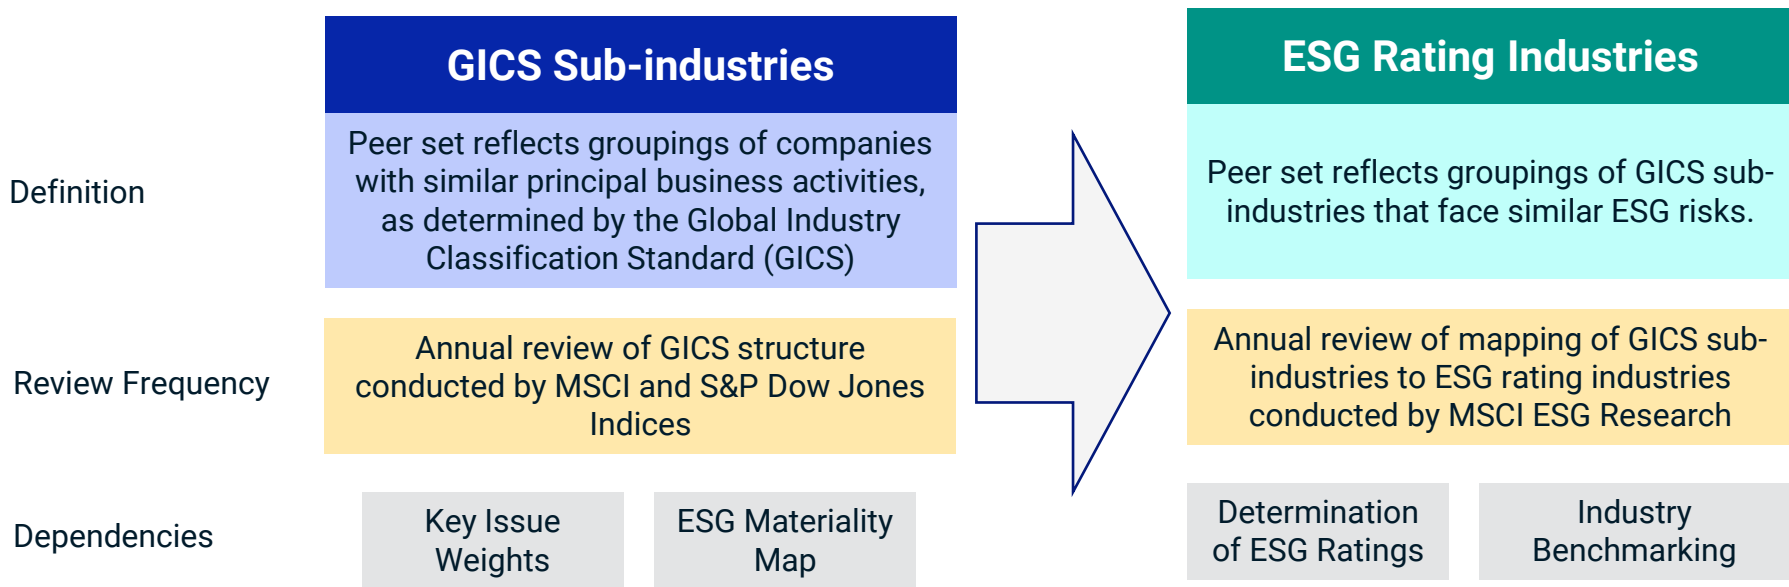 GICS Sub-industries
ESG Rating Industries
Definition
Peer set reflects groupings of companies
with similar principal business activities,
as determined by the Global Industry
Classification Standard (GICS)
Peer set reflects groupings of GICS sub-
industries that face similar ESG risks.
Review Frequency
Annual review of GICS structure
conducted by MSCI and S&P Dow Jones
Indices
Annual review of mapping of GICS sub-
industries to ESG rating industries
conducted by MSCI ESG Research
Dependencies
Key Issue
Weights
ESG Materiality
Map
Determination
of ESG Ratings
Industry
Benchmarking